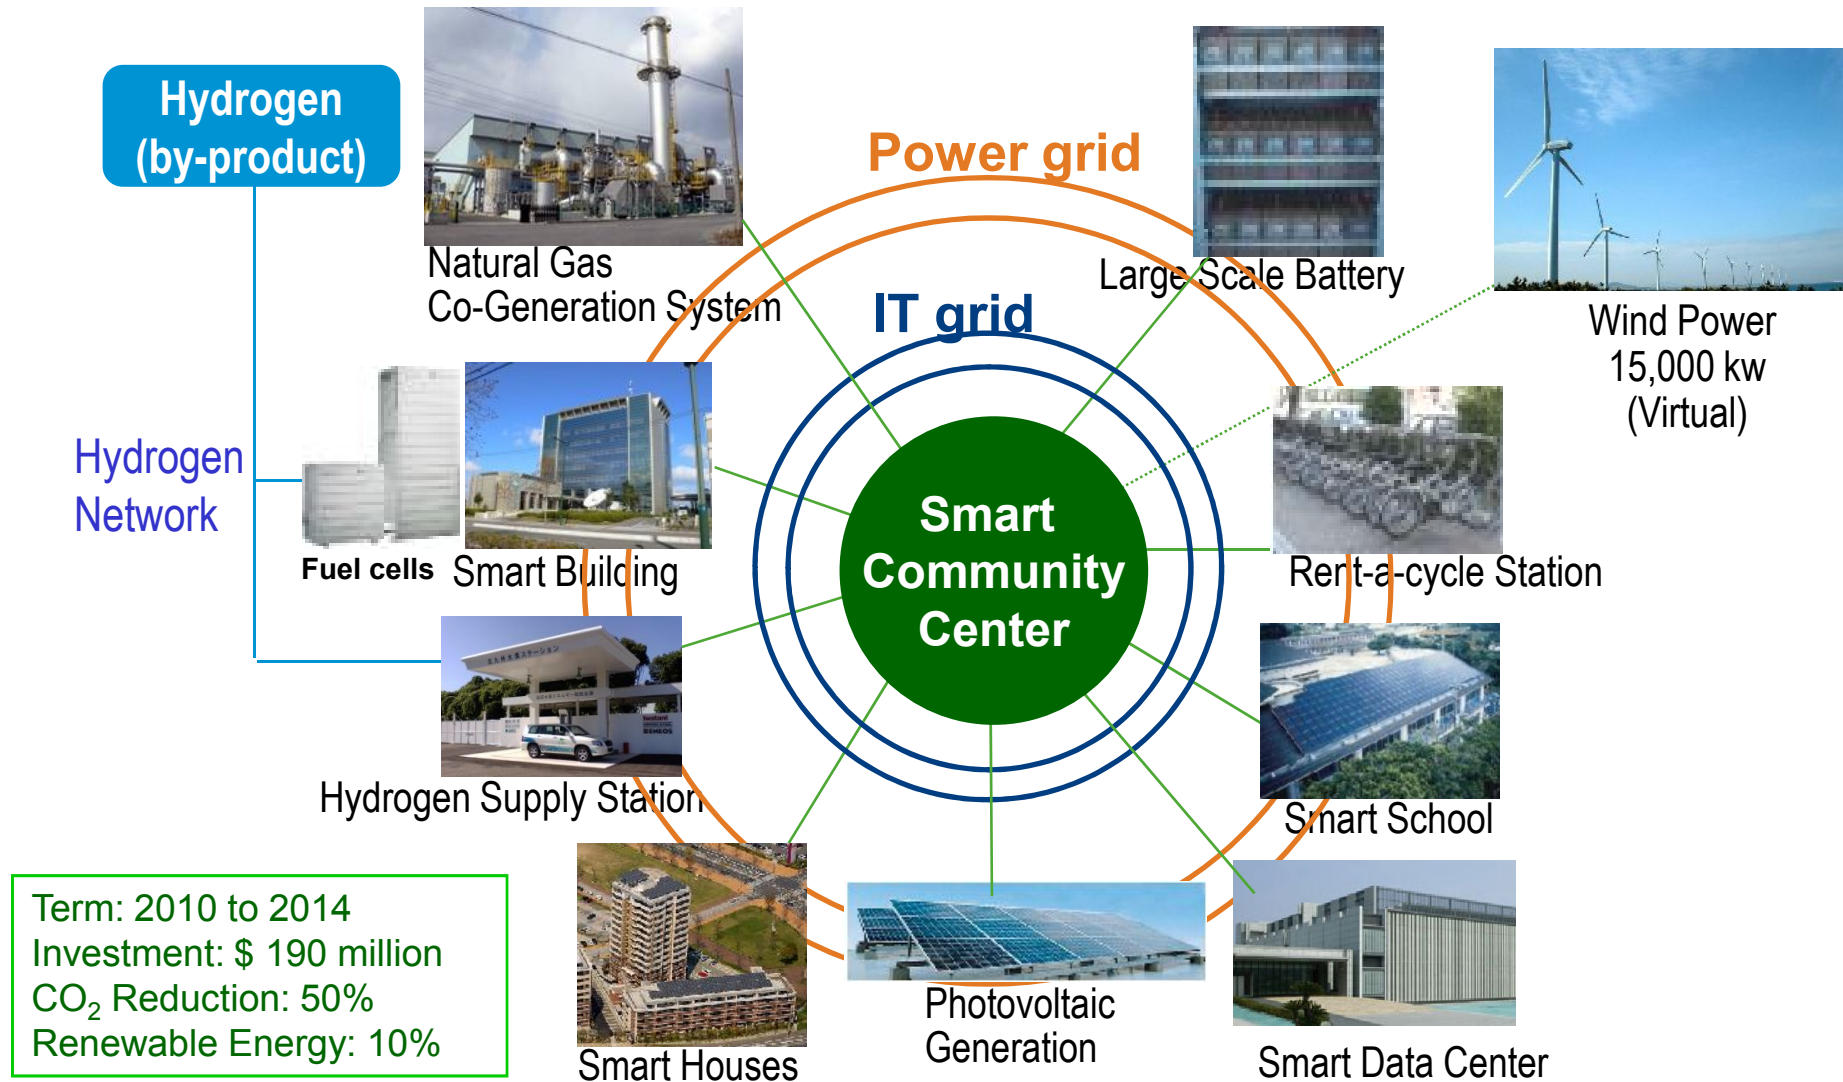 Hydrogen
(by-product)
Natural Gas
Co-Generation System
Power grid
Large Scale Battery
Wind Power
15,000 kw
(Virtual)
IT grid
Hydrogen
Network
Fuel cells
Smart Building
Smart
Community
Center
Rent-a-cycle Station
Hydrogen Supply Station
Smart School
Term: 2010 to 2014
Investment: $ 190 million
CO₂ Reduction: 50%
Renewable Energy: 10%
Smart Houses
Photovoltaic
Generation
Smart Data Center